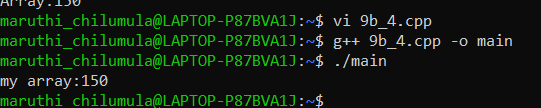 Array:150
maruthi_chilumula@LAPTOP-P87BVA1J:~$ vi 9b_4.cpp
maruthi_chilumula@LAPTOP-P87BVA1J:~$ g++ 9b_4.cpp -o main
maruthi_chilumula@LAPTOP-P87BVA1J:~$ ./main
my array:150
maruthi_chilumula@LAPTOP-P87BVA1J:~$